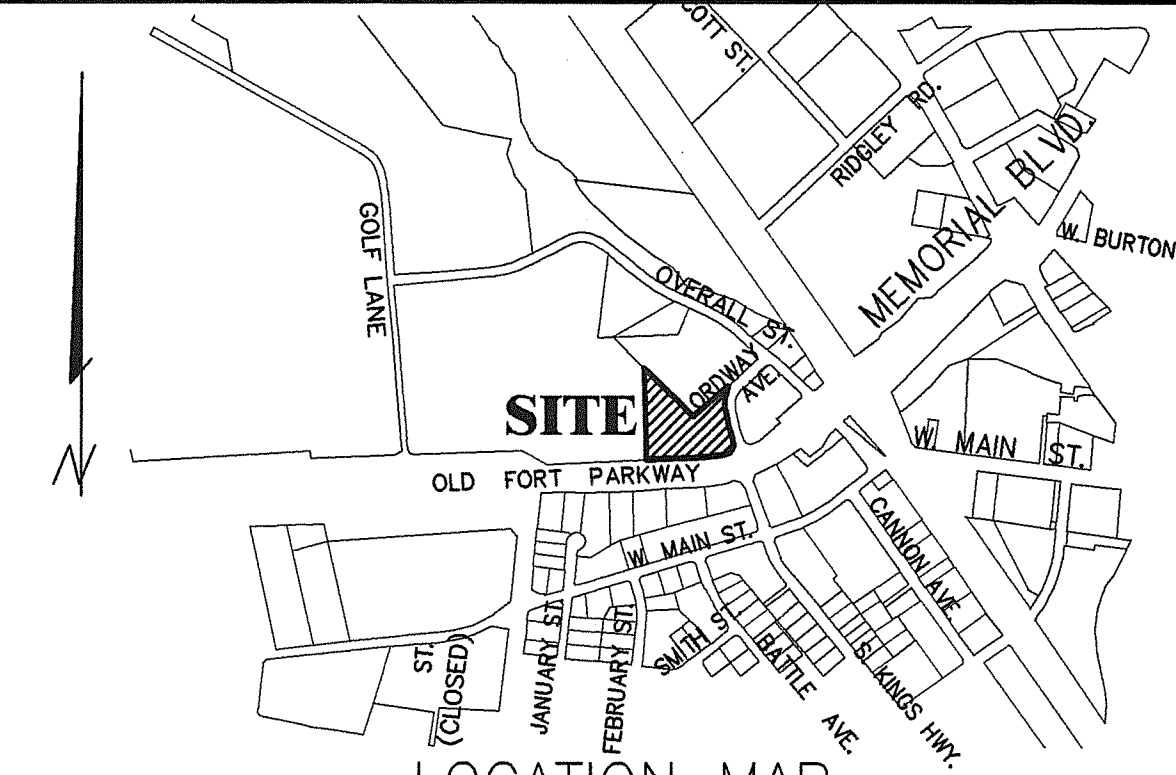 COTT ST.
RIDGLEY RD.
MEMORIAL BLVD.
W. BURTON
GOLF LANE
OVERALL ST.
ORDWAY AVE.
SITE
W. MAIN ST.
N
OLD FORT PARKWAY
W. MAIN ST.
CANNON AVE.
ST. (CLOSED)
JANUARY ST.
FEBRUARY ST.
SMITH ST.
BATTLE AVE.
S. KINGS HWY.
LOCATION MAP